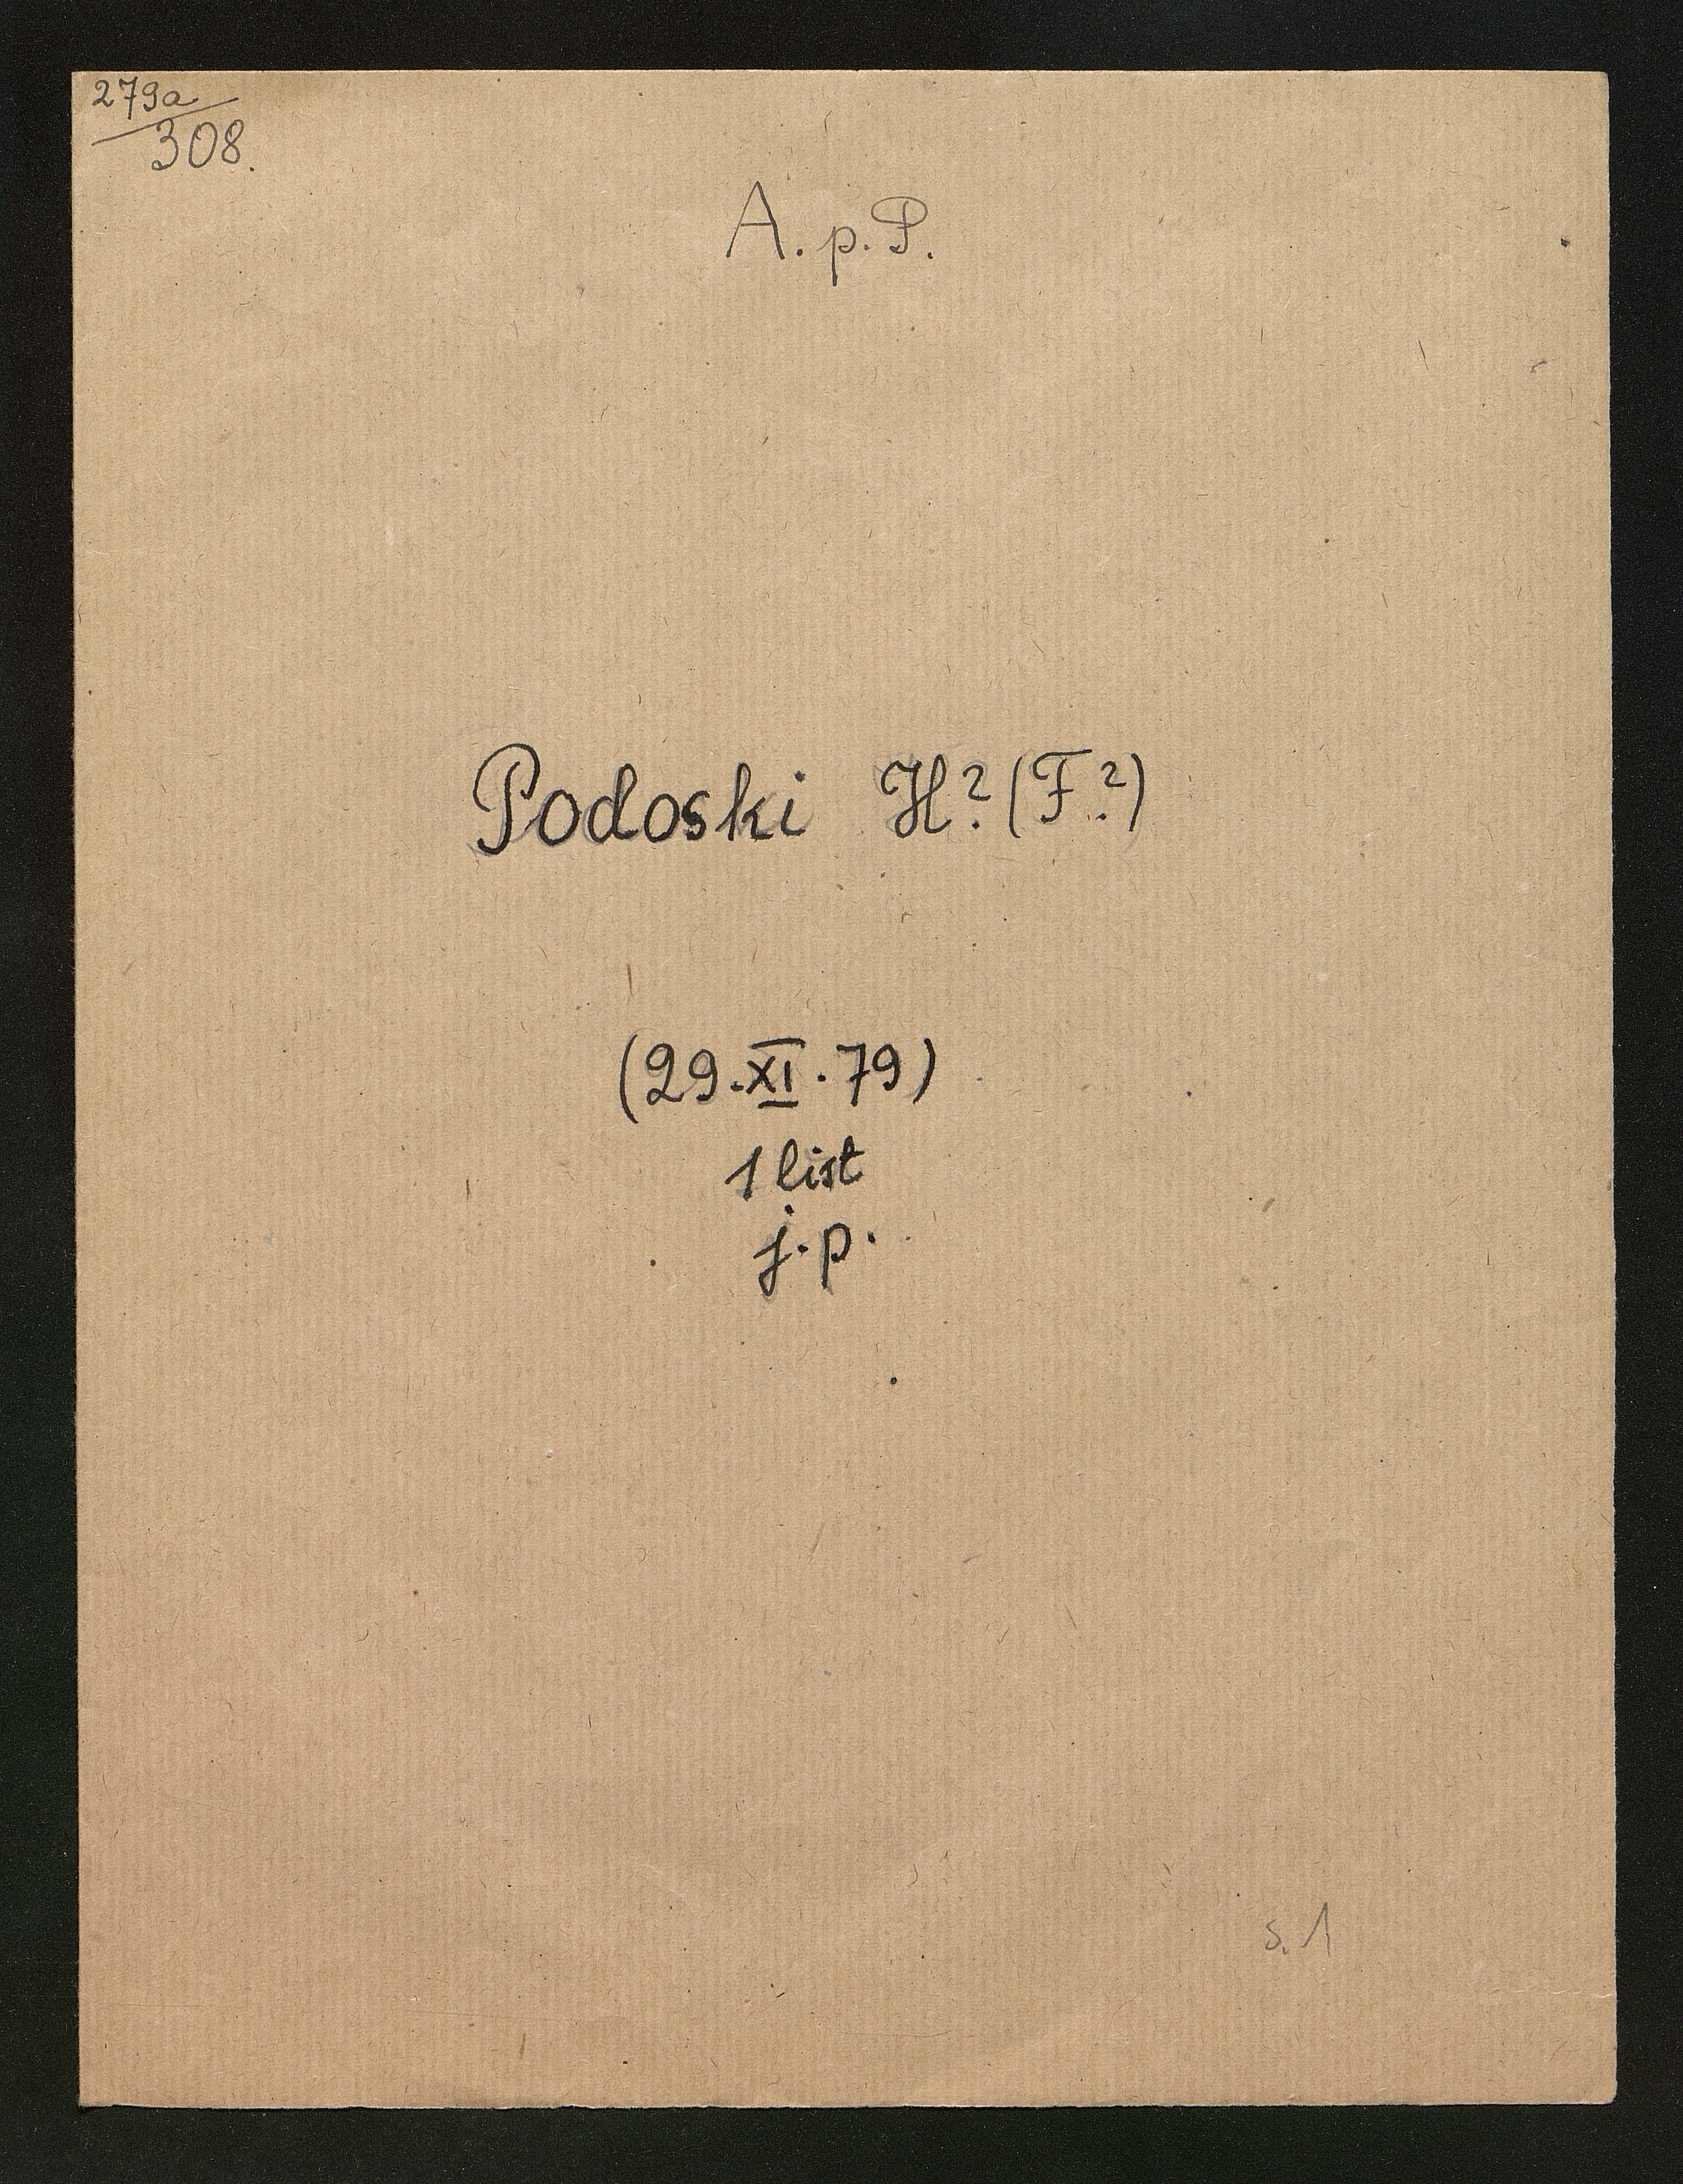 279a
308.
A. p. P.
Podoski H? (F.?)
(29.XI.79)
1 list
j.p.
s. 1